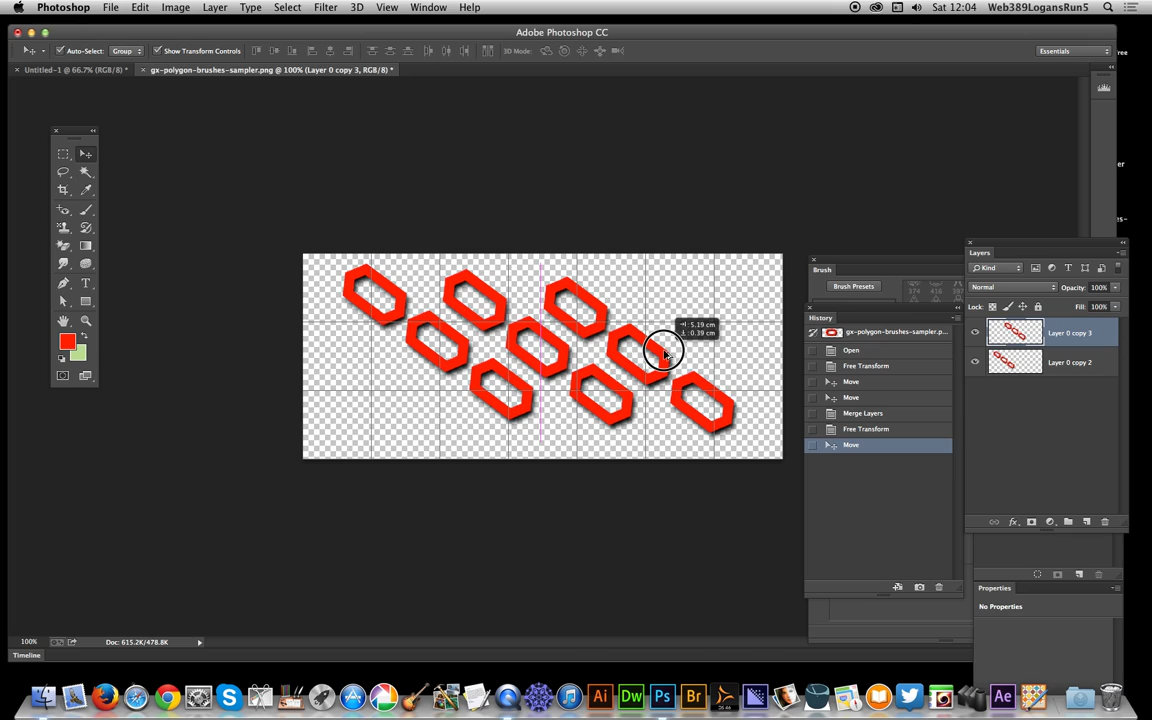 Photoshop File Edit Image Layer Type Select Filter 3D View Window Help Sat 12:04 Web389LogansRun5
Adobe Photoshop CC
Auto-Select: Group Show Transform Controls 3D Mode: Essentials
Untitled-1 @ 66.7% (RGB/8) * gx-polygon-brushes-sampler.png @ 100% (Layer 0 copy 3, RGB/8) *
Layers
Kind
Brush
Normal Opacity: 100%
Brush Presets
374 416 397
Lock: Fill: 100%
History
5.19 cm
0.39 cm
gx-polygon-brushes-sampler.p... Layer 0 copy 3
Open
Layer 0 copy 2
Free Transform
Move
Move
Merge Layers
Free Transform
Move
fx
Properties
No Properties
100% Doc: 615.2K/478.8K
Timeline
Ai Dw Ps Br Ae